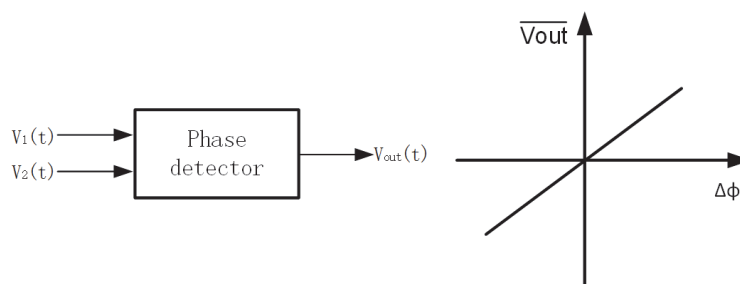 V1(t)
V2(t)
Phase
detector
Vout(t)
Vout
Δϕ